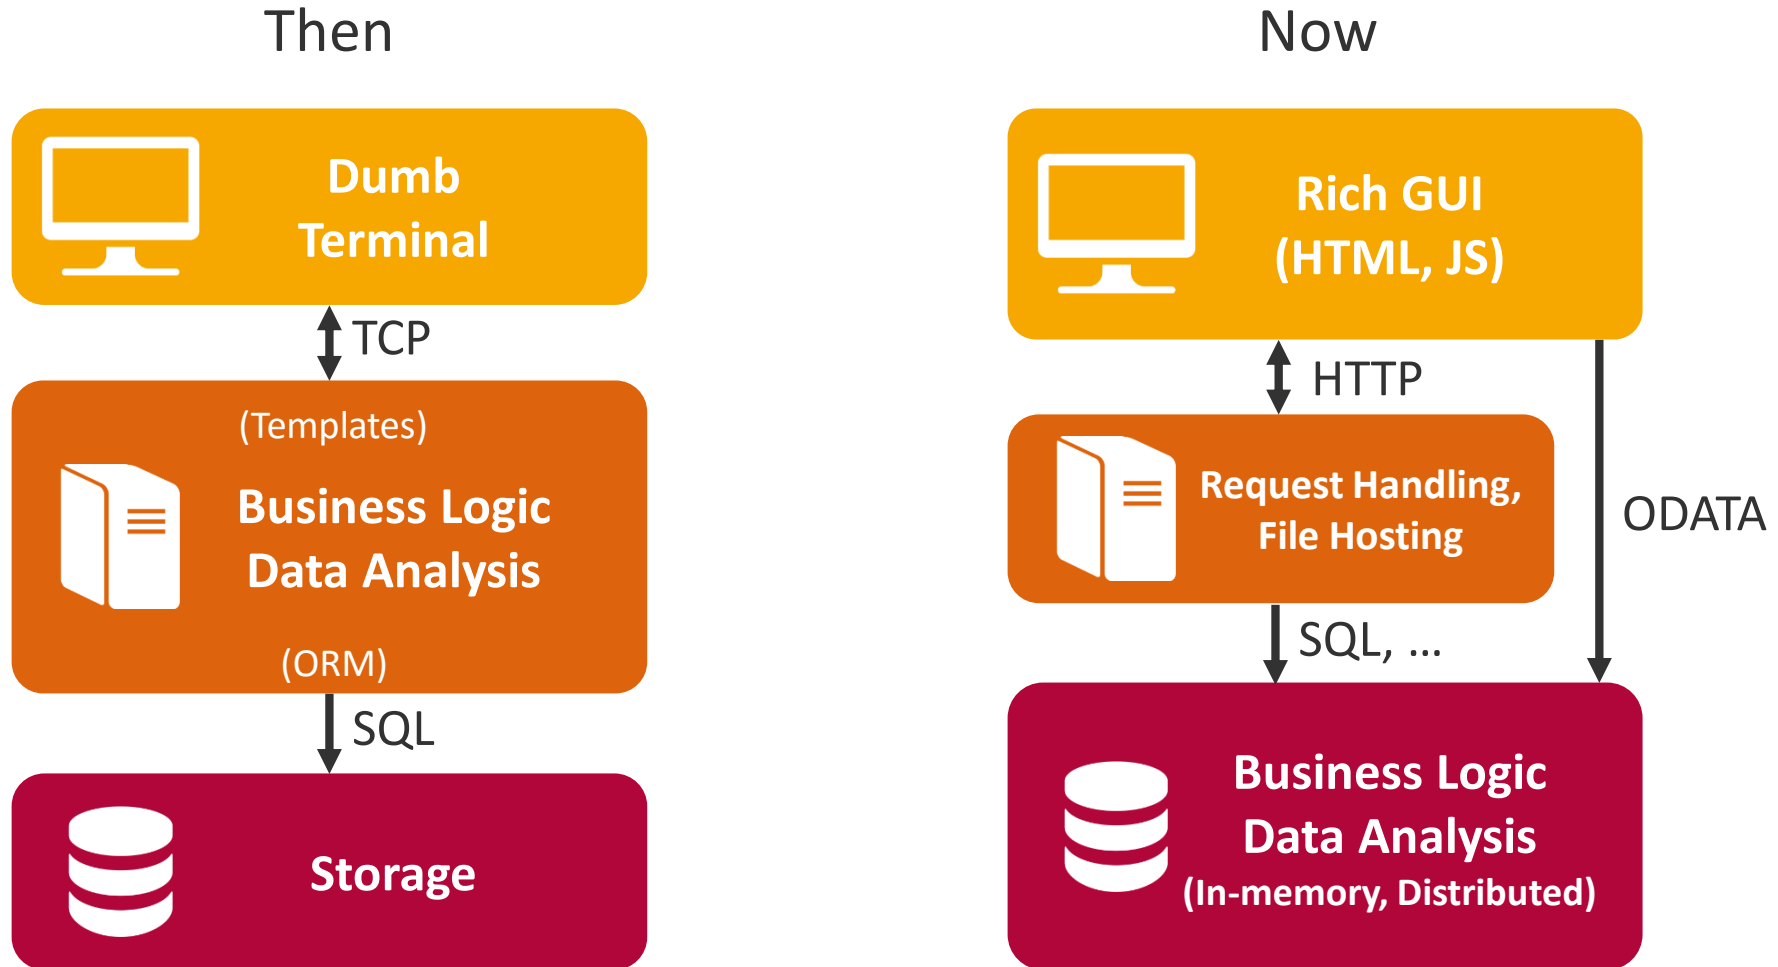 Then
Dumb
Terminal
TCP
(Templates)
Business Logic
Data Analysis
(ORM)
SQL
Storage
Now
Rich GUI
(HTML, JS)
HTTP
Request Handling,
File Hosting
ODATA
SQL, ...
Business Logic
Data Analysis
(In-memory, Distributed)